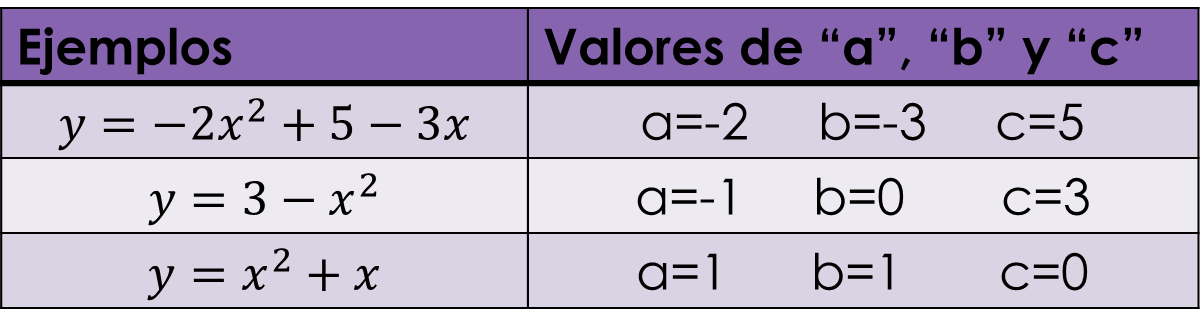 Ejemplos Valores de “a”, “b” y “c”
y = −2x² + 5 − 3x a=-2 b=-3 c=5
y = 3 − x² a=-1 b=0 c=3
y = x² + x a=1 b=1 c=0